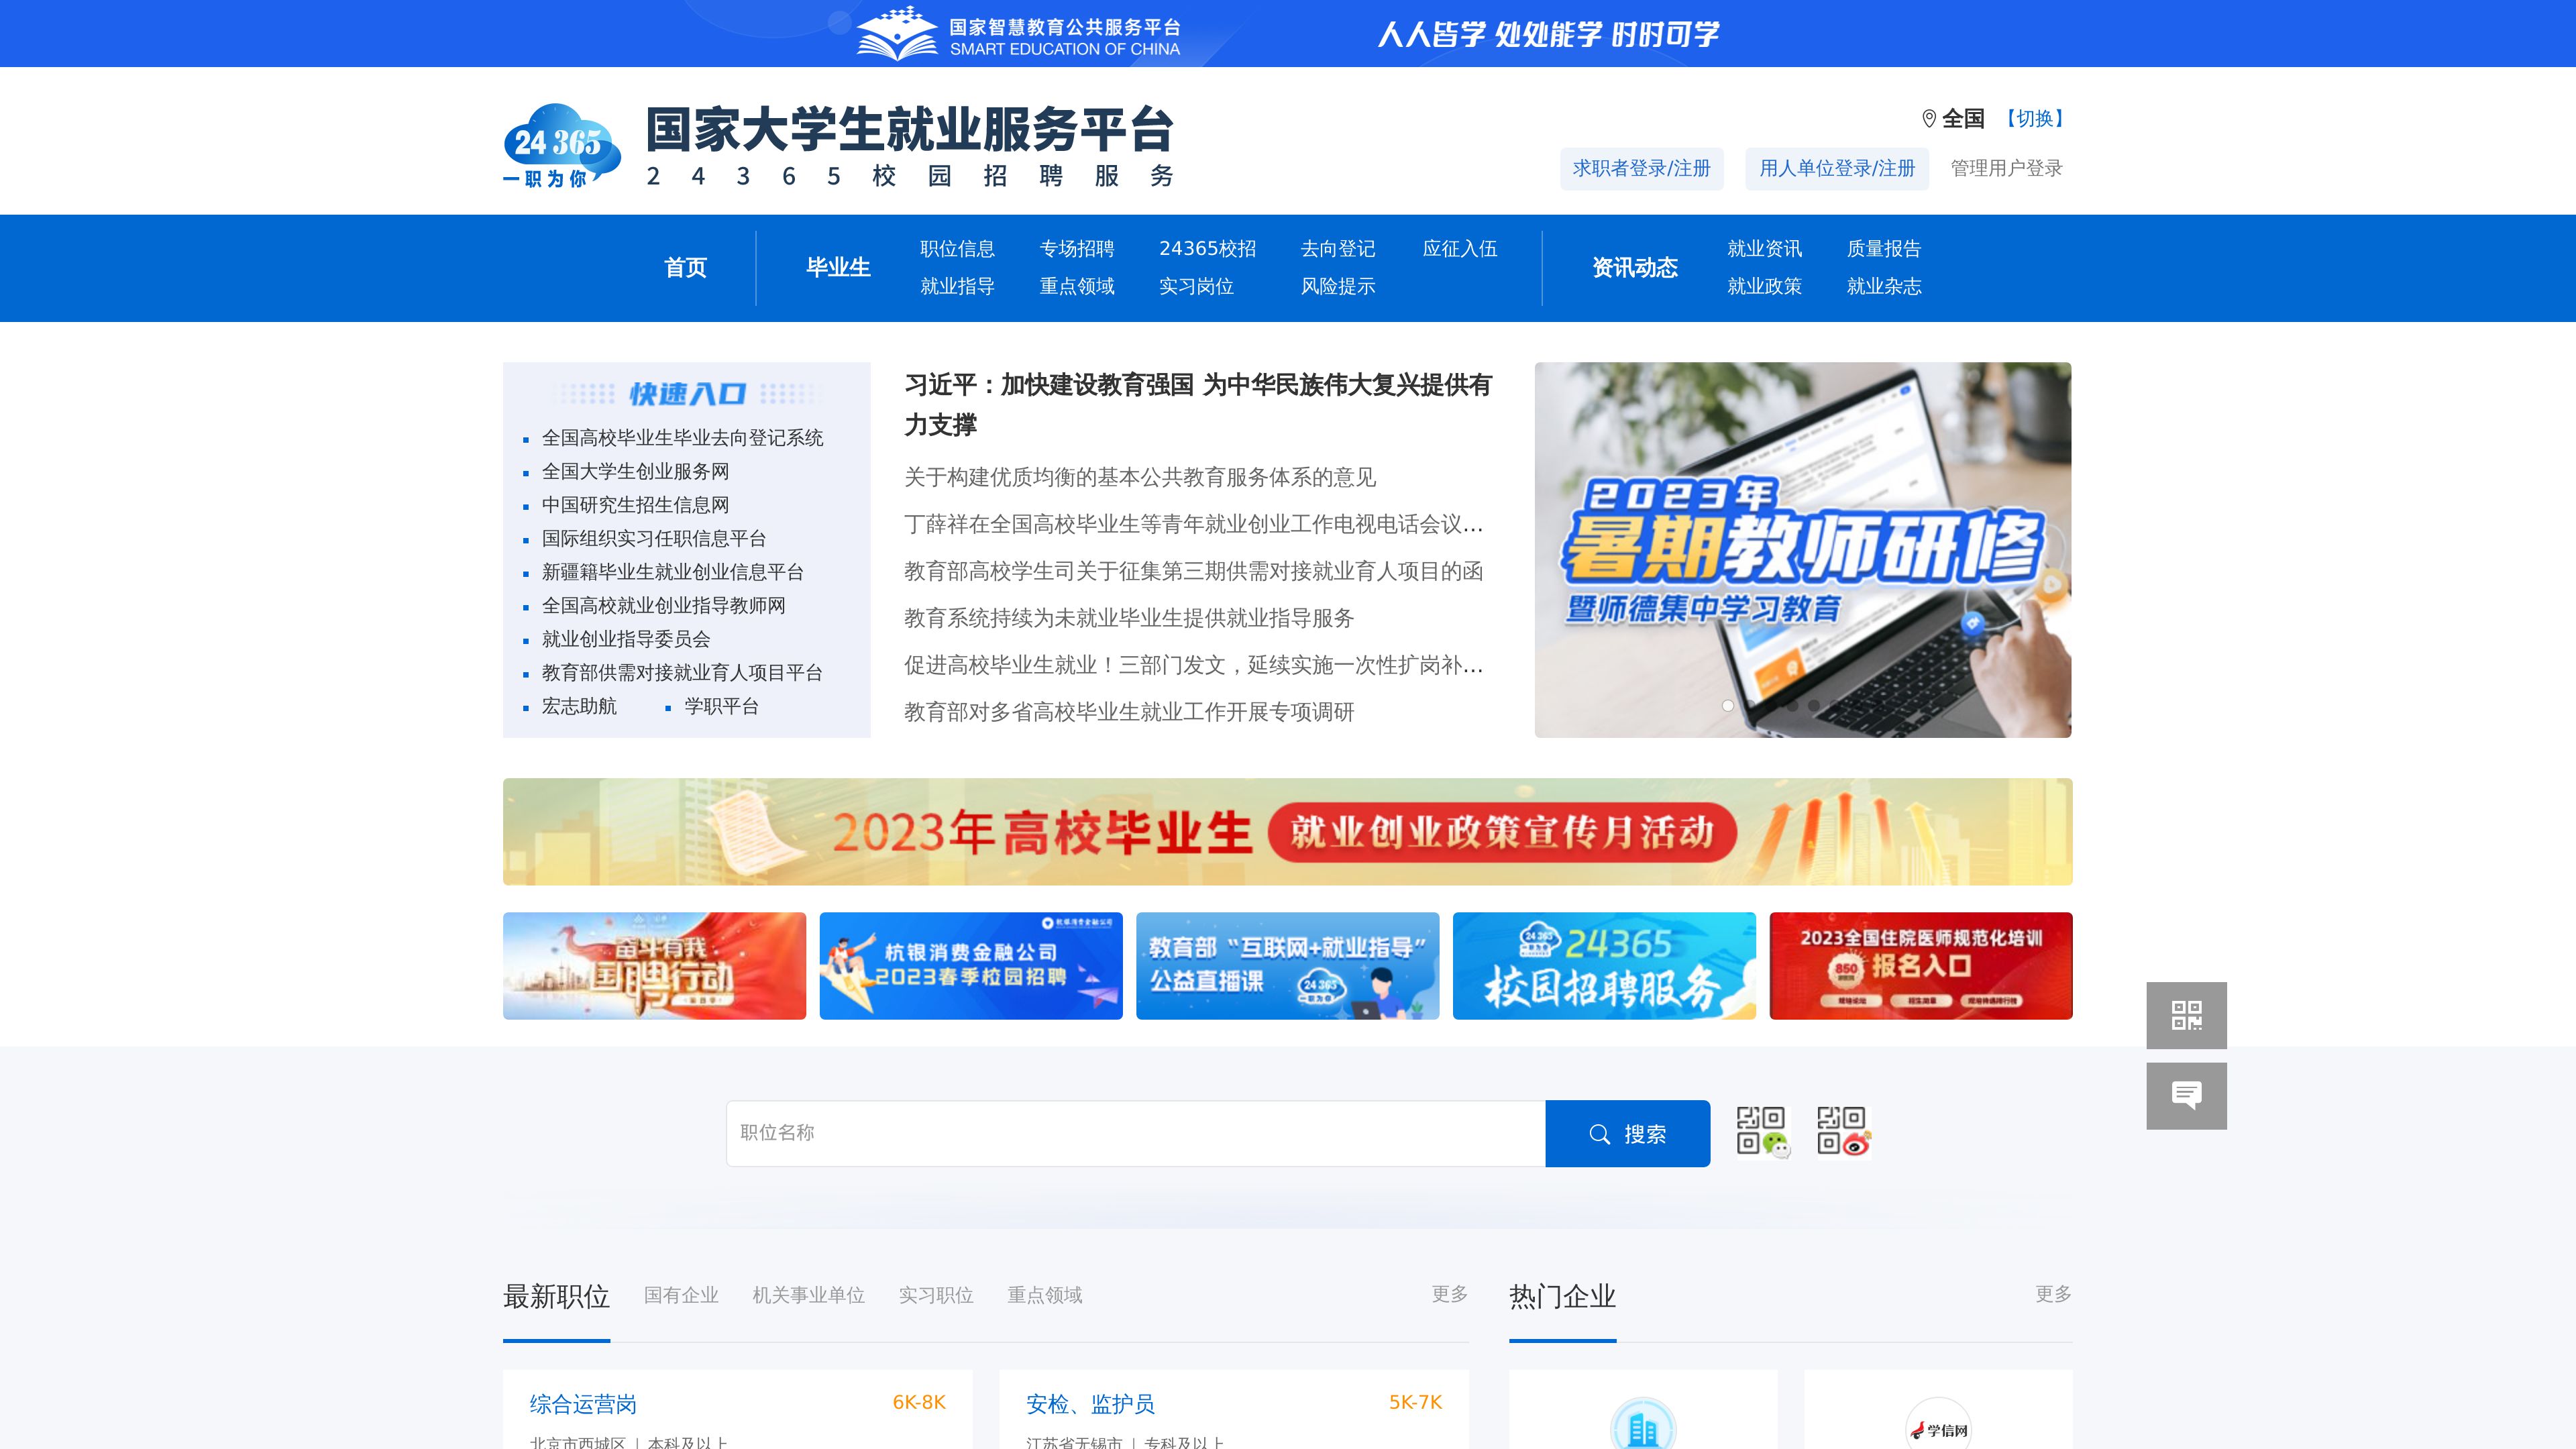 国家智慧教育公共服务平台
SMART EDUCATION OF CHINA
人人皆学 处处能学 时时可学
24 365
一职为你
国家大学生就业服务平台
24365校园招聘服务
全国 【切换】
求职者登录/注册 用人单位登录/注册 管理用户登录
首页
毕业生
职位信息 专场招聘 24365校招 去向登记 应征入伍
就业指导 重点领域 实习岗位 风险提示
资讯动态
就业资讯 质量报告
就业政策 就业杂志
快速入口
全国高校毕业生毕业去向登记系统
全国大学生创业服务网
中国研究生招生信息网
国际组织实习任职信息平台
新疆籍毕业生就业创业信息平台
全国高校就业创业指导教师网
就业创业指导委员会
教育部供需对接就业育人项目平台
宏志助航 学职平台
习近平：加快建设教育强国 为中华民族伟大复兴提供有
力支撑
关于构建优质均衡的基本公共教育服务体系的意见
丁薛祥在全国高校毕业生等青年就业创业工作电视电话会议…
教育部高校学生司关于征集第三期供需对接就业育人项目的函
教育系统持续为未就业毕业生提供就业指导服务
促进高校毕业生就业！三部门发文，延续实施一次性扩岗补…
教育部对多省高校毕业生就业工作开展专项调研
2023年
暑期教师研修
暨师德集中学习教育
2023年高校毕业生 就业创业政策宣传月活动
奋斗有我
国聘行动
杭银消费金融公司
杭银消费金融公司
2023春季校园招聘
教育部“互联网+就业指导”
公益直播课
24 365
一职为你
24 365
24365
校园招聘服务
2023全国住院医师规范化培训
850
报名入口
职位名称
搜索
最新职位 国有企业 机关事业单位 实习职位 重点领域 更多
热门企业 更多
综合运营岗 6K-8K
北京市西城区 | 本科及以上
安检、监护员 5K-7K
江苏省无锡市 | 专科及以上
学信网